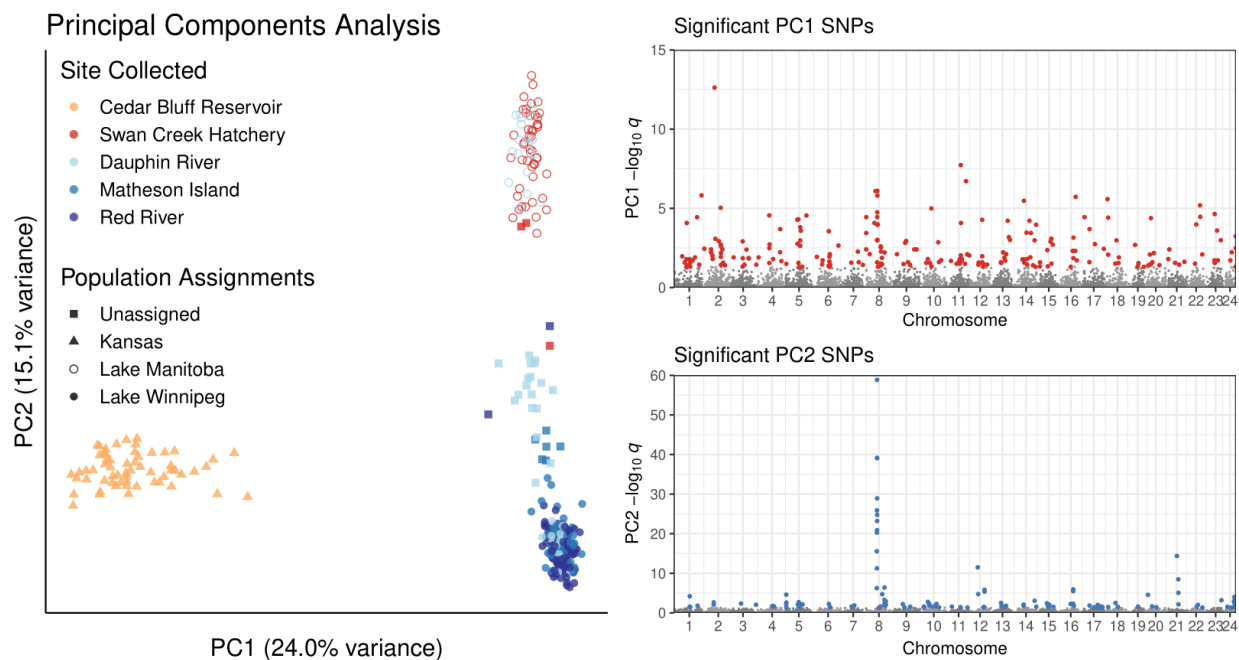 Principal Components Analysis
Site Collected
Cedar Bluff Reservoir
Swan Creek Hatchery
Dauphin River
Matheson Island
Red River
Population Assignments
Unassigned
Kansas
Lake Manitoba
Lake Winnipeg
PC2 (15.1% variance)
PC1 (24.0% variance)
Significant PC1 SNPs
PC1 −log10 q
15
10
5
0
1 2 3 4 5 6 7 8 9 10 11 12 13 14 15 16 17 18 19 20 21 22 23 24
Chromosome
Significant PC2 SNPs
PC2 −log10 q
60
50
40
30
20
10
0
1 2 3 4 5 6 7 8 9 10 11 12 13 14 15 16 17 18 19 20 21 22 23 24
Chromosome